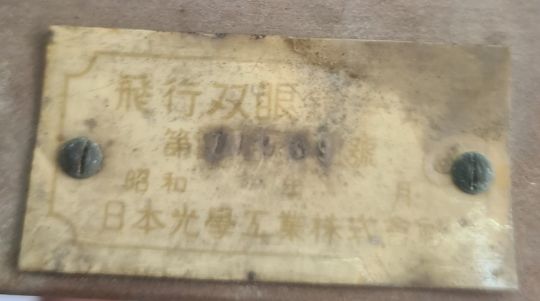 飛行双眼
第 號
昭和 年 月
日本光學工業株式會社